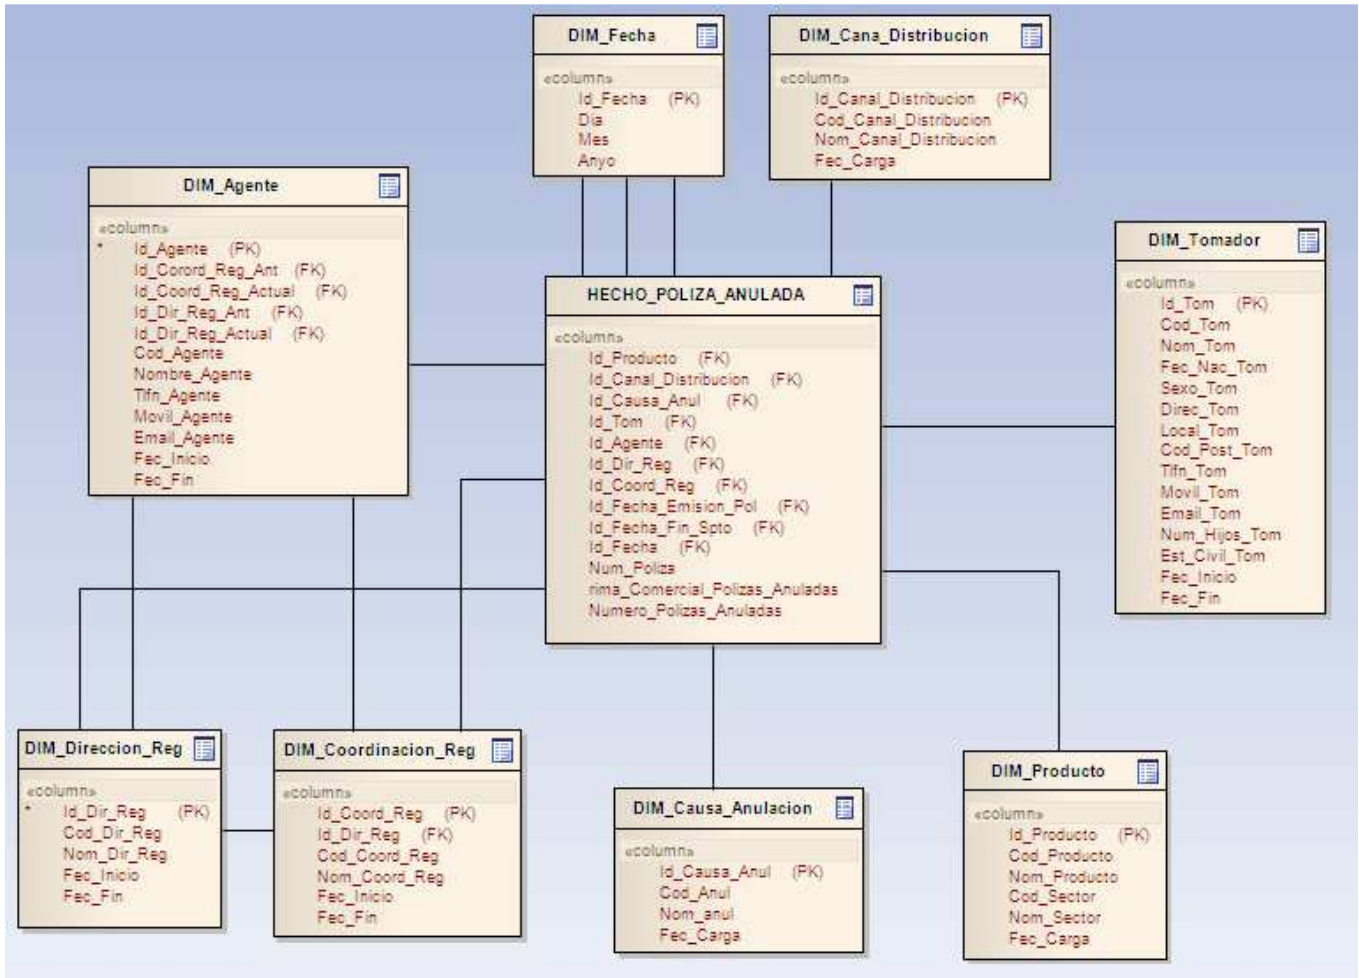 DIM_Fecha
«column»
Id_Fecha (PK)
Dia
Mes
Anyo
DIM_Cana_Distribucion
«column»
Id_Canal_Distribucion (PK)
Cod_Canal_Distribucion
Nom_Canal_Distribucion
Fec_Carga
DIM_Agente
«column»
* Id_Agente (PK)
Id_Corord_Reg_Ant (FK)
Id_Coord_Reg_Actual (FK)
Id_Dir_Reg_Ant (FK)
Id_Dir_Reg_Actual (FK)
Cod_Agente
Nombre_Agente
Tlfn_Agente
Movil_Agente
Email_Agente
Fec_Inicio
Fec_Fin
HECHO_POLIZA_ANULADA
«column»
Id_Producto (FK)
Id_Canal_Distribucion (FK)
Id_Causa_Anul (FK)
Id_Tom (FK)
Id_Agente (FK)
Id_Dir_Reg (FK)
Id_Coord_Reg (FK)
Id_Fecha_Emision_Pol (FK)
Id_Fecha_Fin_Spto (FK)
Id_Fecha (FK)
Num_Poliza
rima_Comercial_Polizas_Anuladas
Numero_Polizas_Anuladas
DIM_Tomador
«column»
Id_Tom (PK)
Cod_Tom
Nom_Tom
Fec_Nac_Tom
Sexo_Tom
Direc_Tom
Local_Tom
Cod_Post_Tom
Tlfn_Tom
Movil_Tom
Email_Tom
Num_Hijos_Tom
Est_Civil_Tom
Fec_Inicio
Fec_Fin
DIM_Direccion_Reg
«column»
* Id_Dir_Reg (PK)
Cod_Dir_Reg
Nom_Dir_Reg
Fec_Inicio
Fec_Fin
DIM_Coordinacion_Reg
«column»
Id_Coord_Reg (PK)
Id_Dir_Reg (FK)
Cod_Coord_Reg
Nom_Coord_Reg
Fec_Inicio
Fec_Fin
DIM_Causa_Anulacion
«column»
Id_Causa_Anul (PK)
Cod_Anul
Nom_anul
Fec_Carga
DIM_Producto
«column»
Id_Producto (PK)
Cod_Producto
Nom_Producto
Cod_Sector
Nom_Sector
Fec_Carga